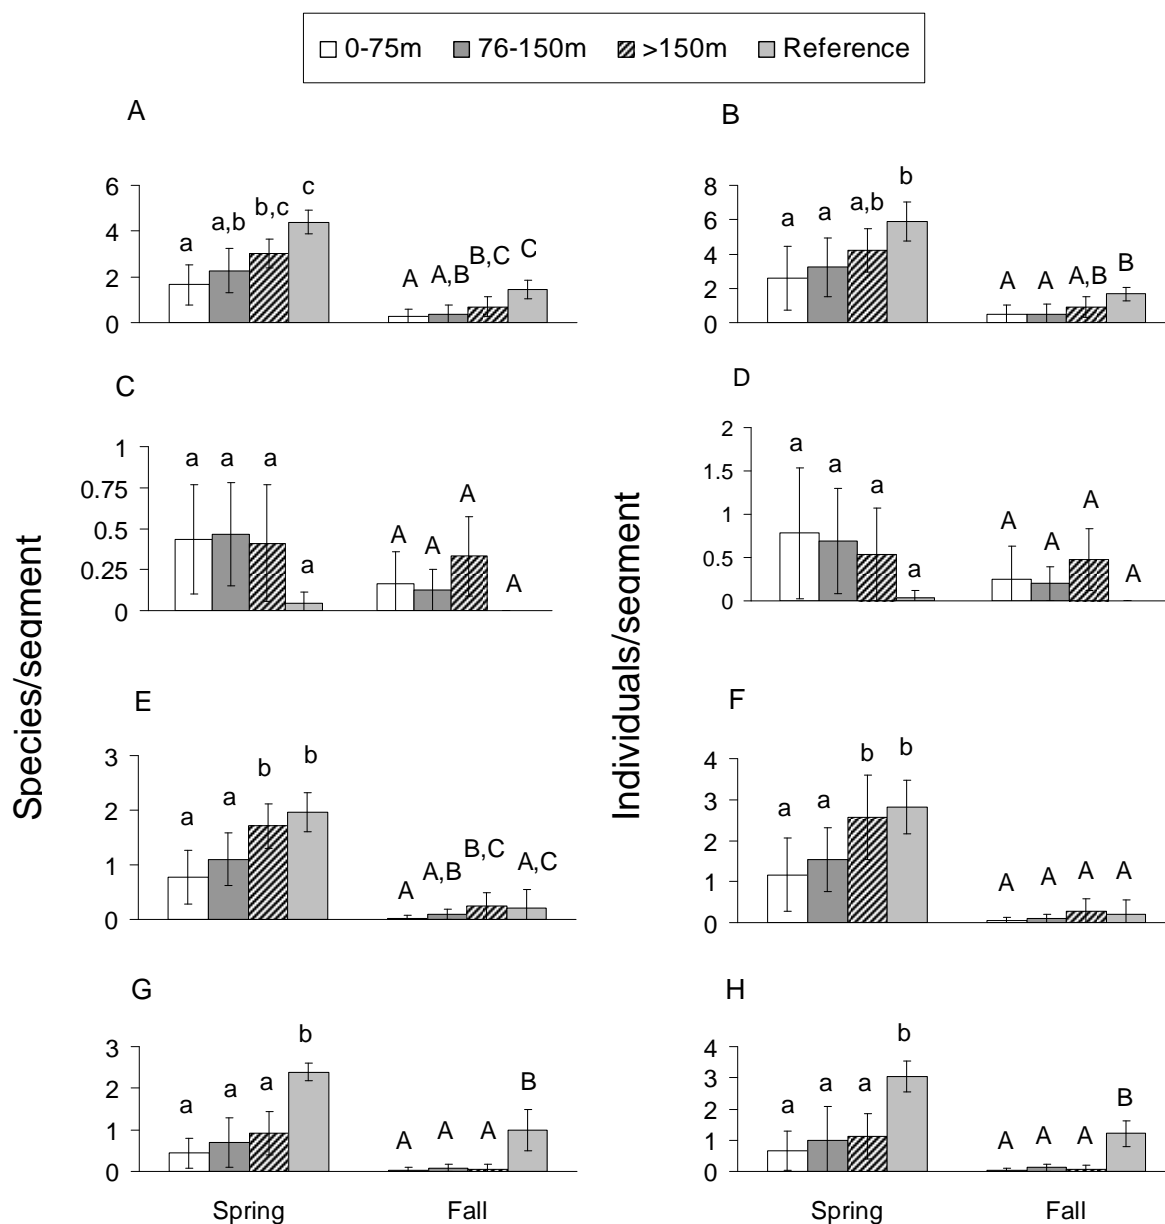 0-75m 76-150m >150m Reference
A
6
4
2
0
a a,b b,c c
A A,B B,C C
B
8
6
4
2
0
a a a,b b
A A A,B B
C
1
0.75
0.5
0.25
0
a a a a
A A A A
D
2
1.5
1
0.5
0
a a a a
A A A A
Species/segment
Individuals/segment
E
3
2
1
0
a a b b
A A,B B,C A,C
F
4
3
2
1
0
a a b b
A A A A
G
3
2
1
0
a a a b
A A A B
Spring Fall
H
4
3
2
1
0
a a a b
A A A B
Spring Fall